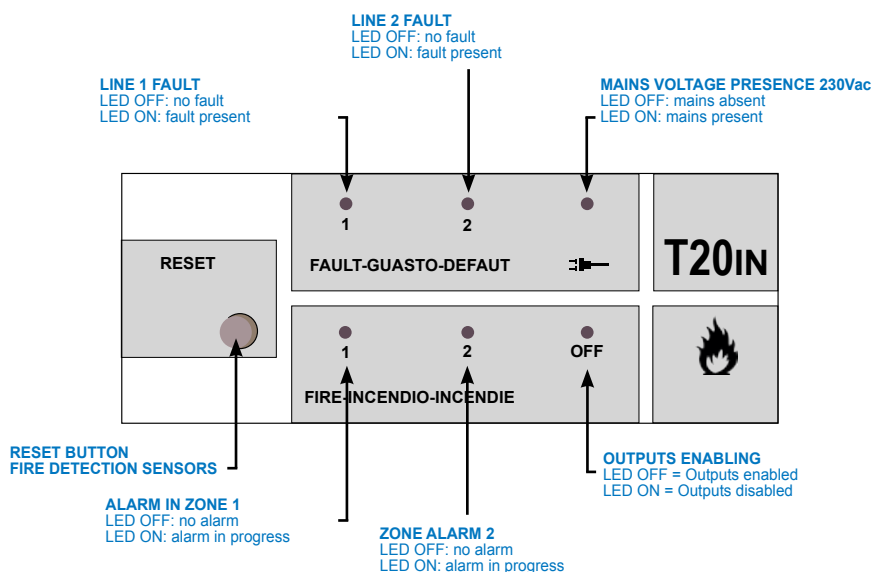 LINE 2 FAULT
LED OFF: no fault
LED ON: fault present
LINE 1 FAULT
LED OFF: no fault
LED ON: fault present
MAINS VOLTAGE PRESENCE 230Vac
LED OFF: mains absent
LED ON: mains present
1
2
FAULT-GUASTO-DEFAUT
T20IN
RESET
1
2
OFF
FIRE-INCENDIO-INCENDIE
RESET BUTTON
FIRE DETECTION SENSORS
OUTPUTS ENABLING
LED OFF = Outputs enabled
LED ON = Outputs disabled
ALARM IN ZONE 1
LED OFF: no alarm
LED ON: alarm in progress
ZONE ALARM 2
LED OFF: no alarm
LED ON: alarm in progress